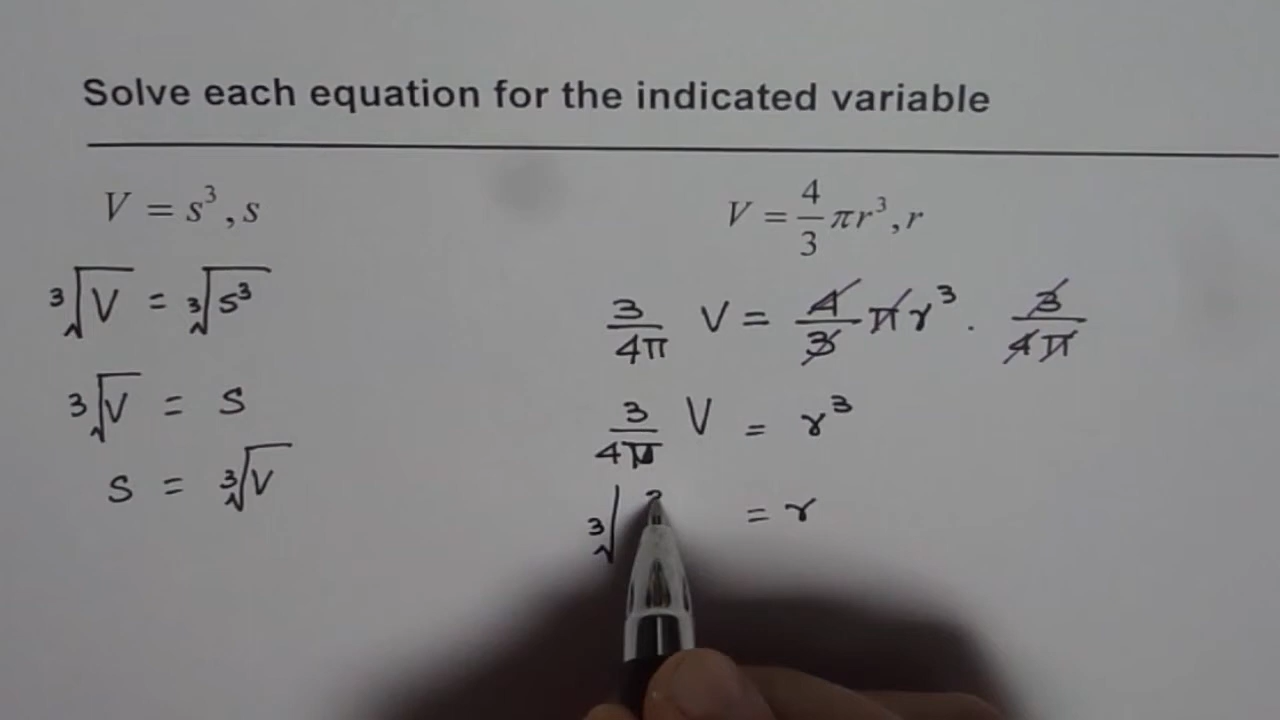 Solve each equation for the indicated variable
V = s³, s
∛V = ∛s³
∛V = s
s = ∛V
V = 4/3 πr³, r
3/4π V = 4/3 πr³ · 3/4π
3/4π V = r³
∛ = r